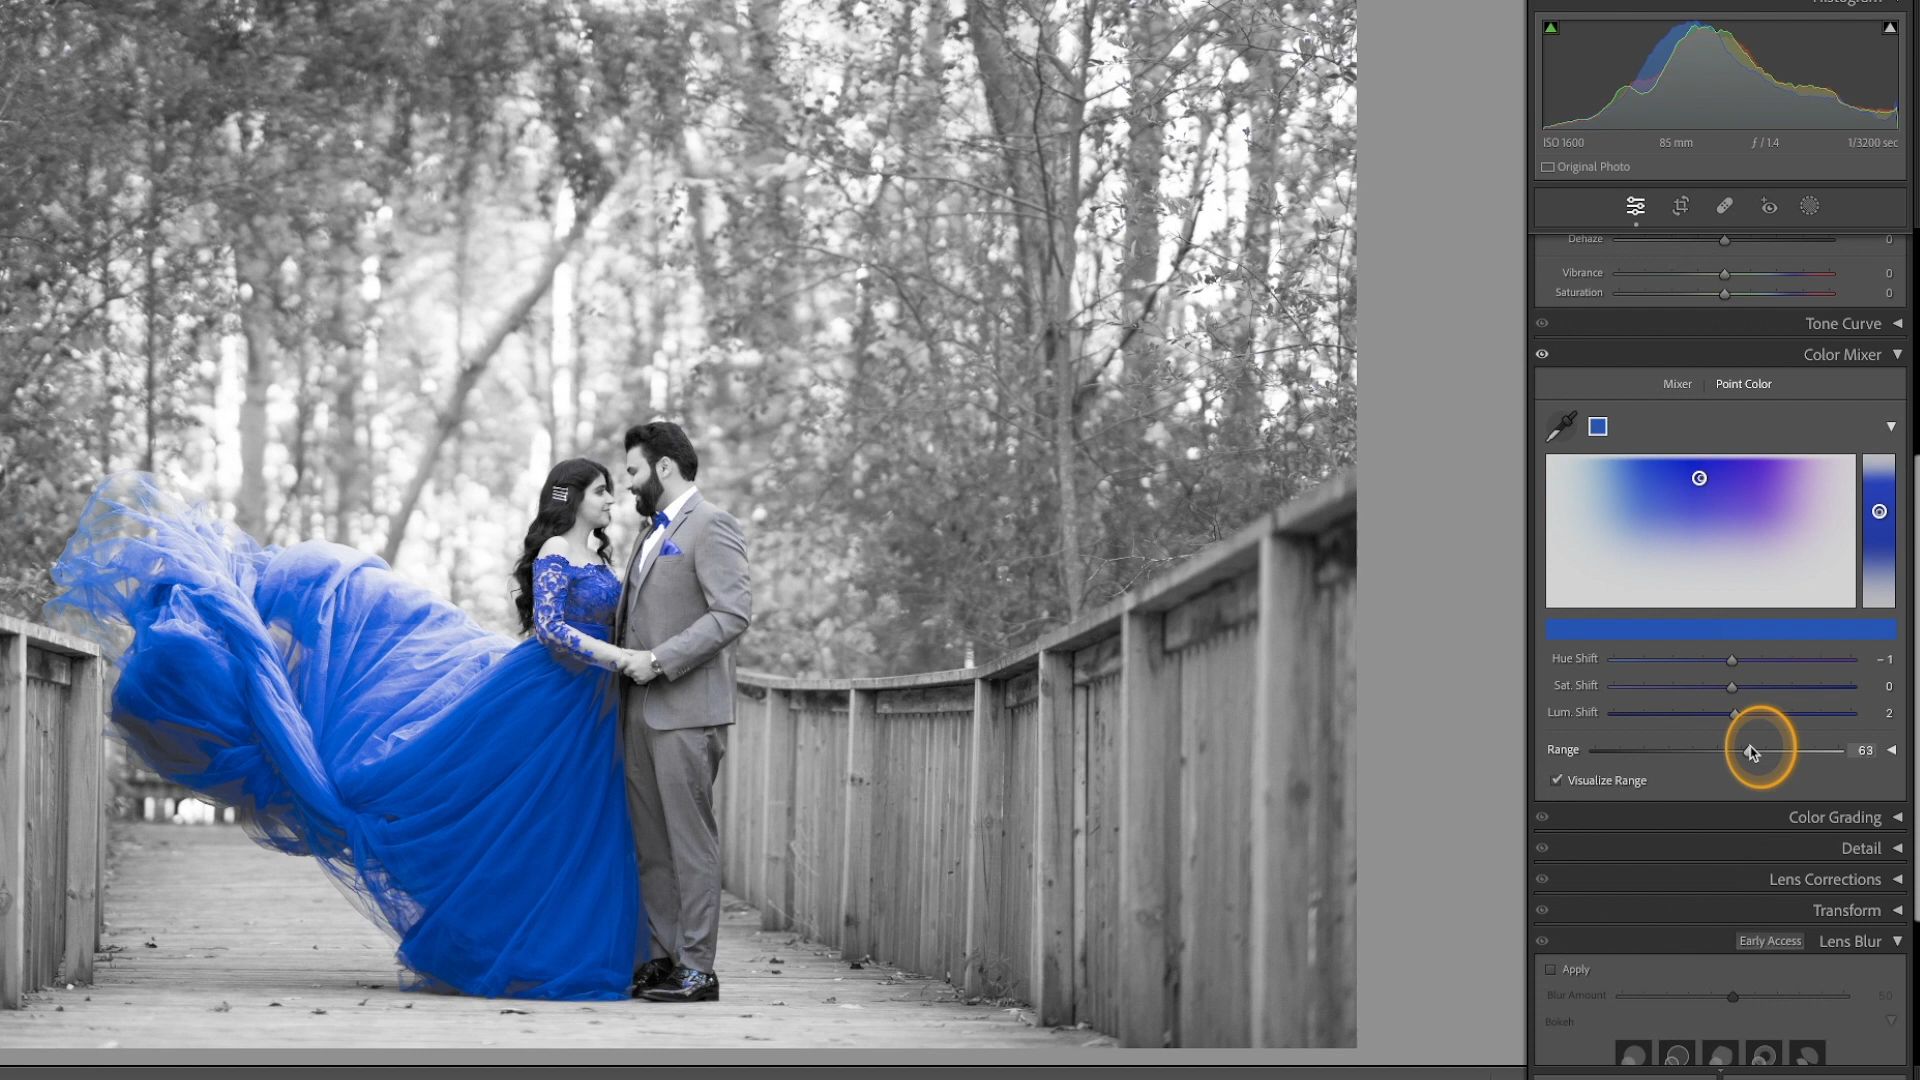 Histogram
ISO 1600 85 mm ƒ / 1.4 1/3200 sec
Original Photo
Dehaze 0
Vibrance 0
Saturation 0
Tone Curve
Color Mixer
Mixer | Point Color
Hue Shift – 1
Sat. Shift 0
Lum. Shift 2
Range 63
Visualize Range
Color Grading
Detail
Lens Corrections
Transform
Early Access Lens Blur
Apply
Blur Amount 50
Bokeh